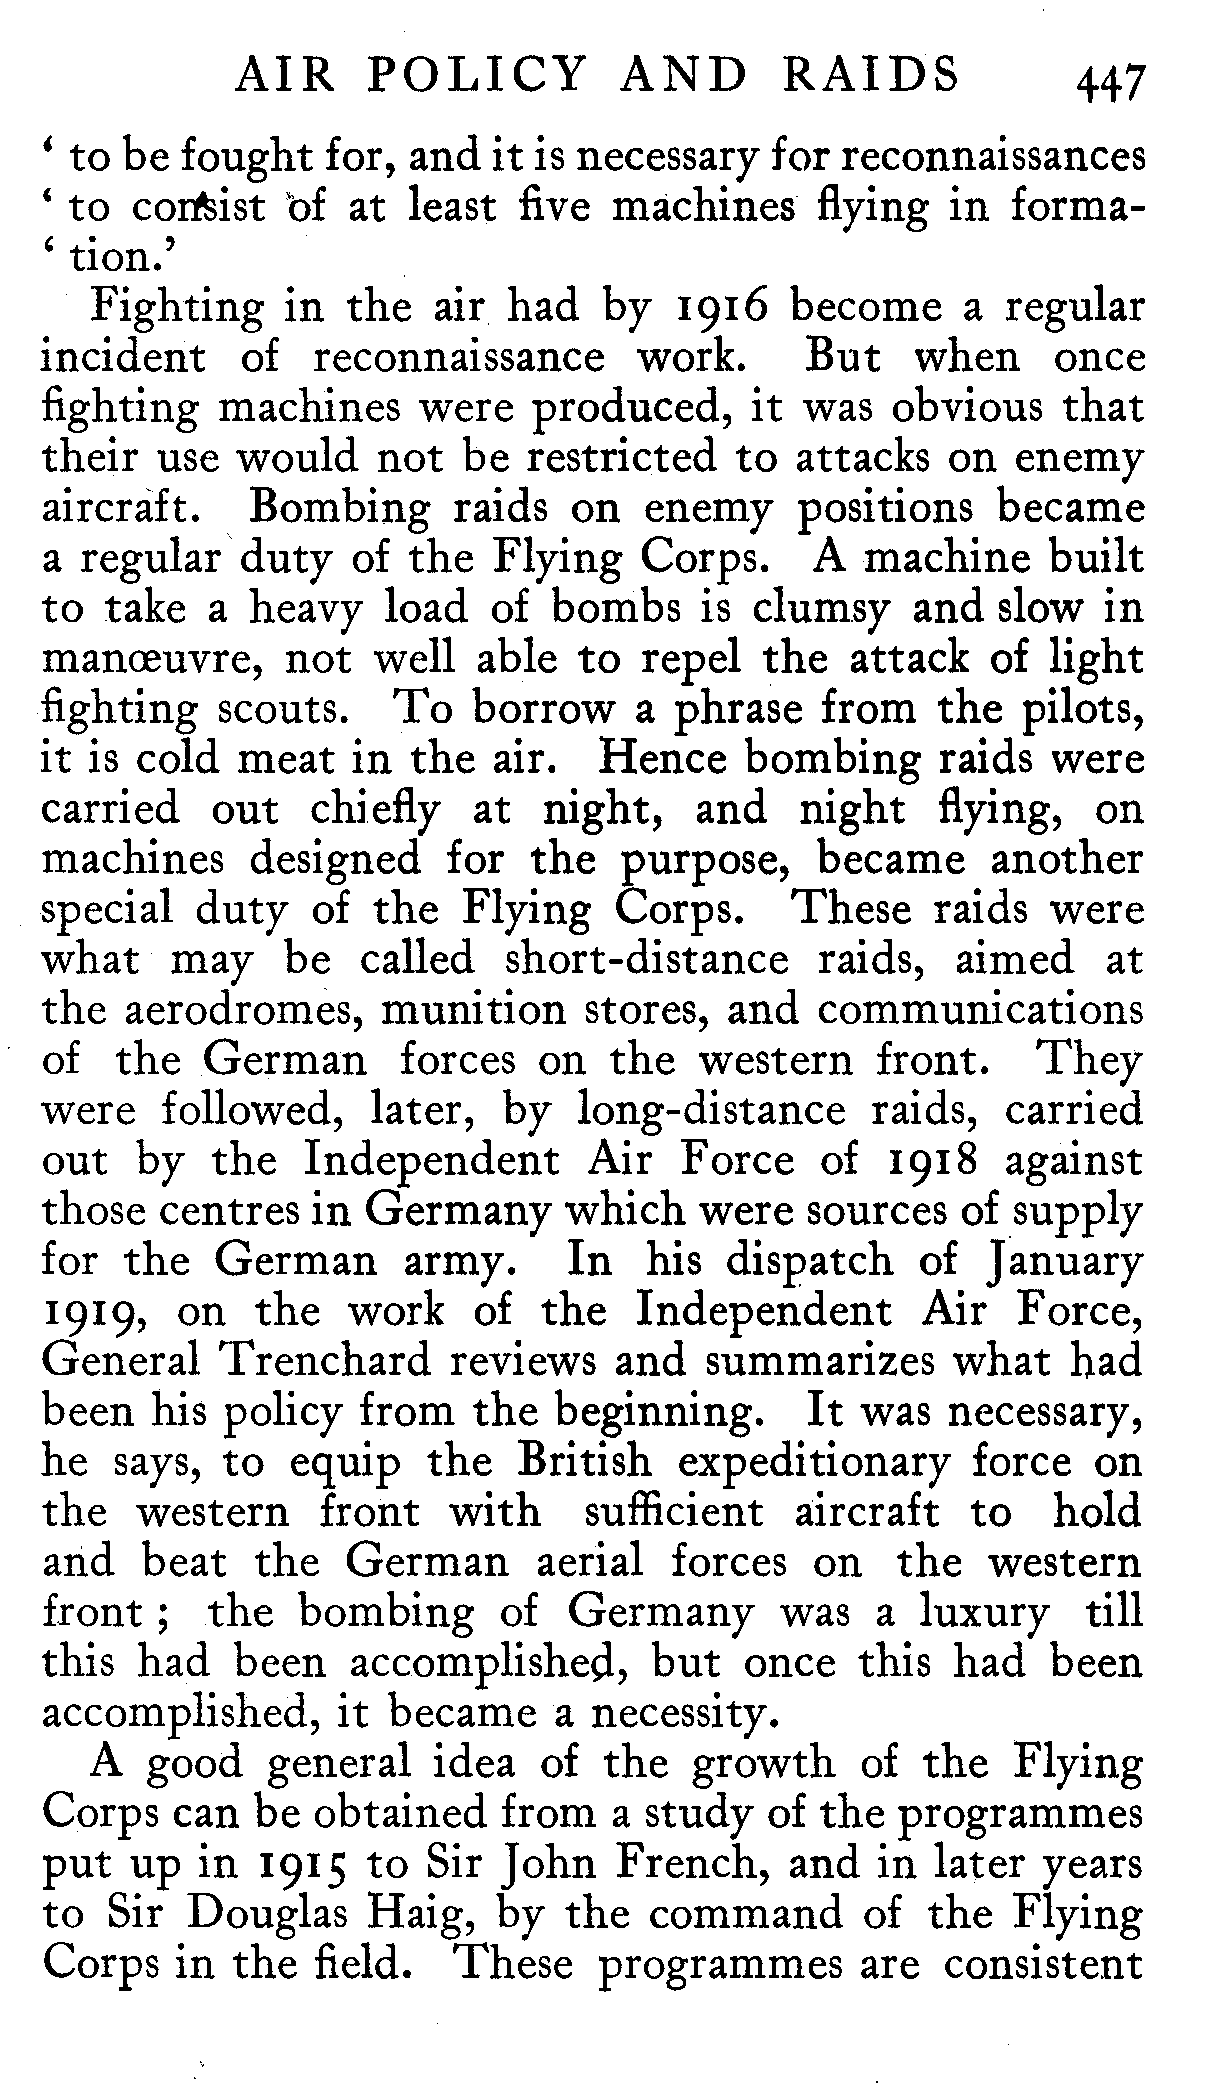 AIR POLICY AND RAIDS 447
‘ to be fought for, and it is necessary for reconnaissances
‘ to consist of at least five machines flying in forma-
‘ tion.’
Fighting in the air had by 1916 become a regular
incident of reconnaissance work. But when once
fighting machines were produced, it was obvious that
their use would not be restricted to attacks on enemy
aircraft. Bombing raids on enemy positions became
a regular duty of the Flying Corps. A machine built
to take a heavy load of bombs is clumsy and slow in
manœuvre, not well able to repel the attack of light
fighting scouts. To borrow a phrase from the pilots,
it is cold meat in the air. Hence bombing raids were
carried out chiefly at night, and night flying, on
machines designed for the purpose, became another
special duty of the Flying Corps. These raids were
what may be called short-distance raids, aimed at
the aerodromes, munition stores, and communications
of the German forces on the western front. They
were followed, later, by long-distance raids, carried
out by the Independent Air Force of 1918 against
those centres in Germany which were sources of supply
for the German army. In his dispatch of January
1919, on the work of the Independent Air Force,
General Trenchard reviews and summarizes what had
been his policy from the beginning. It was necessary,
he says, to equip the British expeditionary force on
the western front with sufficient aircraft to hold
and beat the German aerial forces on the western
front ; the bombing of Germany was a luxury till
this had been accomplished, but once this had been
accomplished, it became a necessity.
A good general idea of the growth of the Flying
Corps can be obtained from a study of the programmes
put up in 1915 to Sir John French, and in later years
to Sir Douglas Haig, by the command of the Flying
Corps in the field. These programmes are consistent